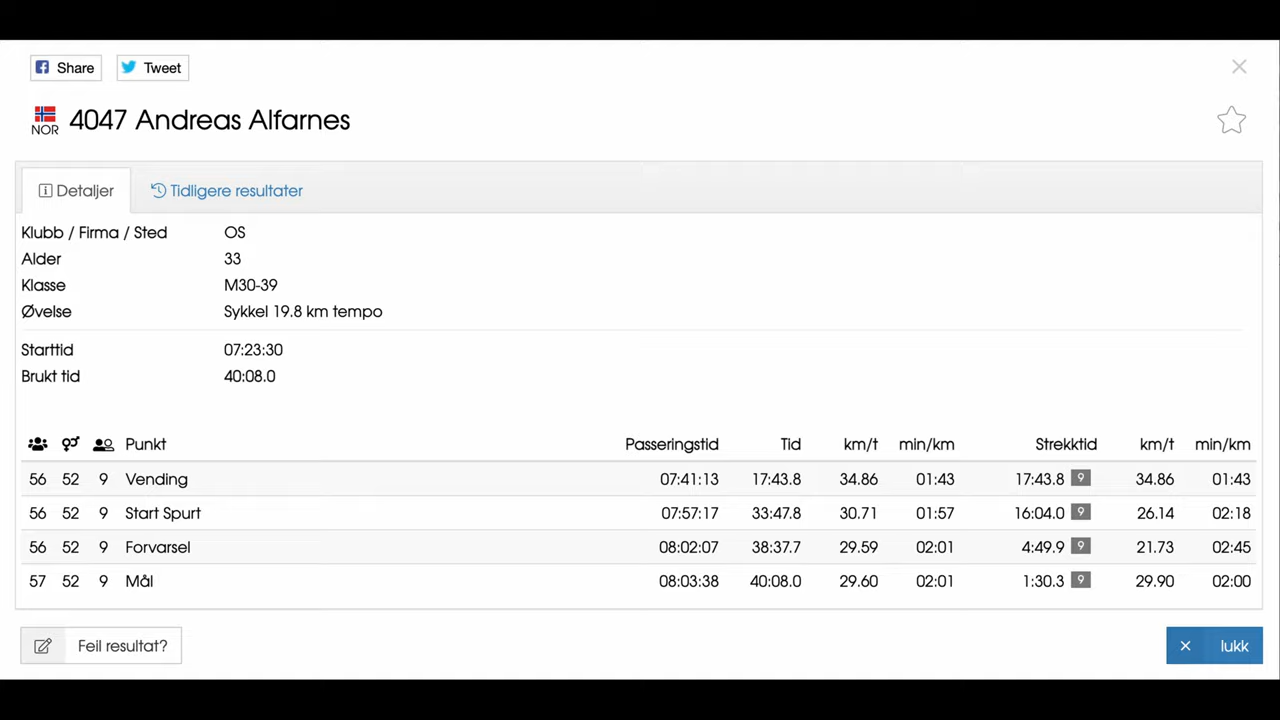 Share Tweet
NOR 4047 Andreas Alfarnes
Detaljer Tidligere resultater
Klubb / Firma / Sted OS
Alder 33
Klasse M30-39
Øvelse Sykkel 19.8 km tempo
Starttid 07:23:30
Brukt tid 40:08.0
Punkt Passeringstid Tid km/t min/km Strekktid km/t min/km
56 52 9 Vending 07:41:13 17:43.8 34.86 01:43 17:43.8 9 34.86 01:43
56 52 9 Start Spurt 07:57:17 33:47.8 30.71 01:57 16:04.0 9 26.14 02:18
56 52 9 Forvarsel 08:02:07 38:37.7 29.59 02:01 4:49.9 9 21.73 02:45
57 52 9 Mål 08:03:38 40:08.0 29.60 02:01 1:30.3 9 29.90 02:00
Feil resultat? lukk